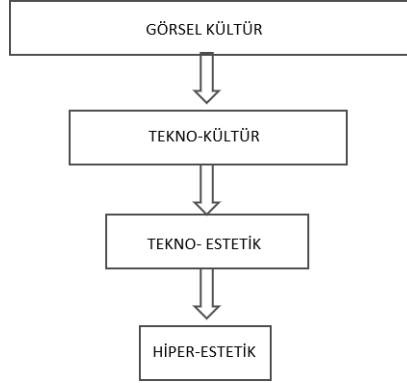 GÖRSEL KÜLTÜR
TEKNO-KÜLTÜR
TEKNO- ESTETİK
HİPER-ESTETİK